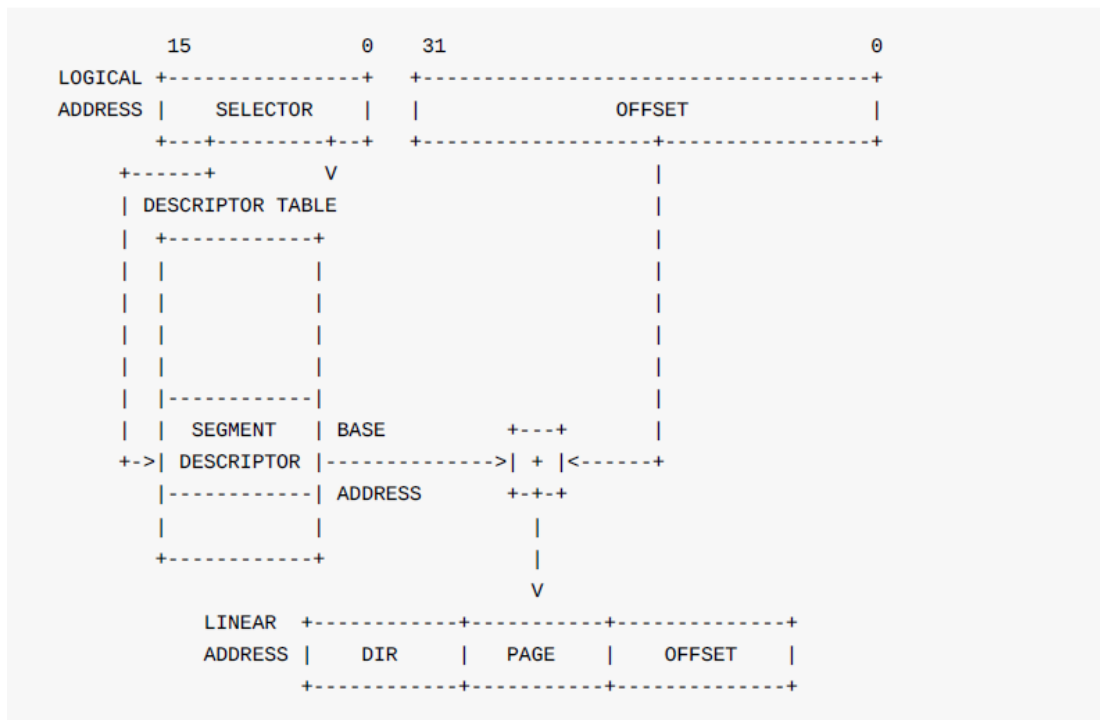 15                0    31                                    0
LOGICAL +----------------+   +-------------------------------------+
ADDRESS |    SELECTOR    |   |                OFFSET               |
+---+---------+--+   +-------------------+-----------------+
+------+         V                          |
| DESCRIPTOR TABLE                          |
|  +------------+                           |
|  |            |                           |
|  |            |                           |
|  |            |                           |
|  |            |                           |
|  |------------|                           |
|  |  SEGMENT   | BASE          +---+       |
+->| DESCRIPTOR |-------------->| + |<------+
|------------| ADDRESS       +-+-+
|            |                 |
+------------+                 |
V
LINEAR  +------------+-----------+--------------+
ADDRESS |    DIR     |   PAGE    |    OFFSET    |
+------------+-----------+--------------+